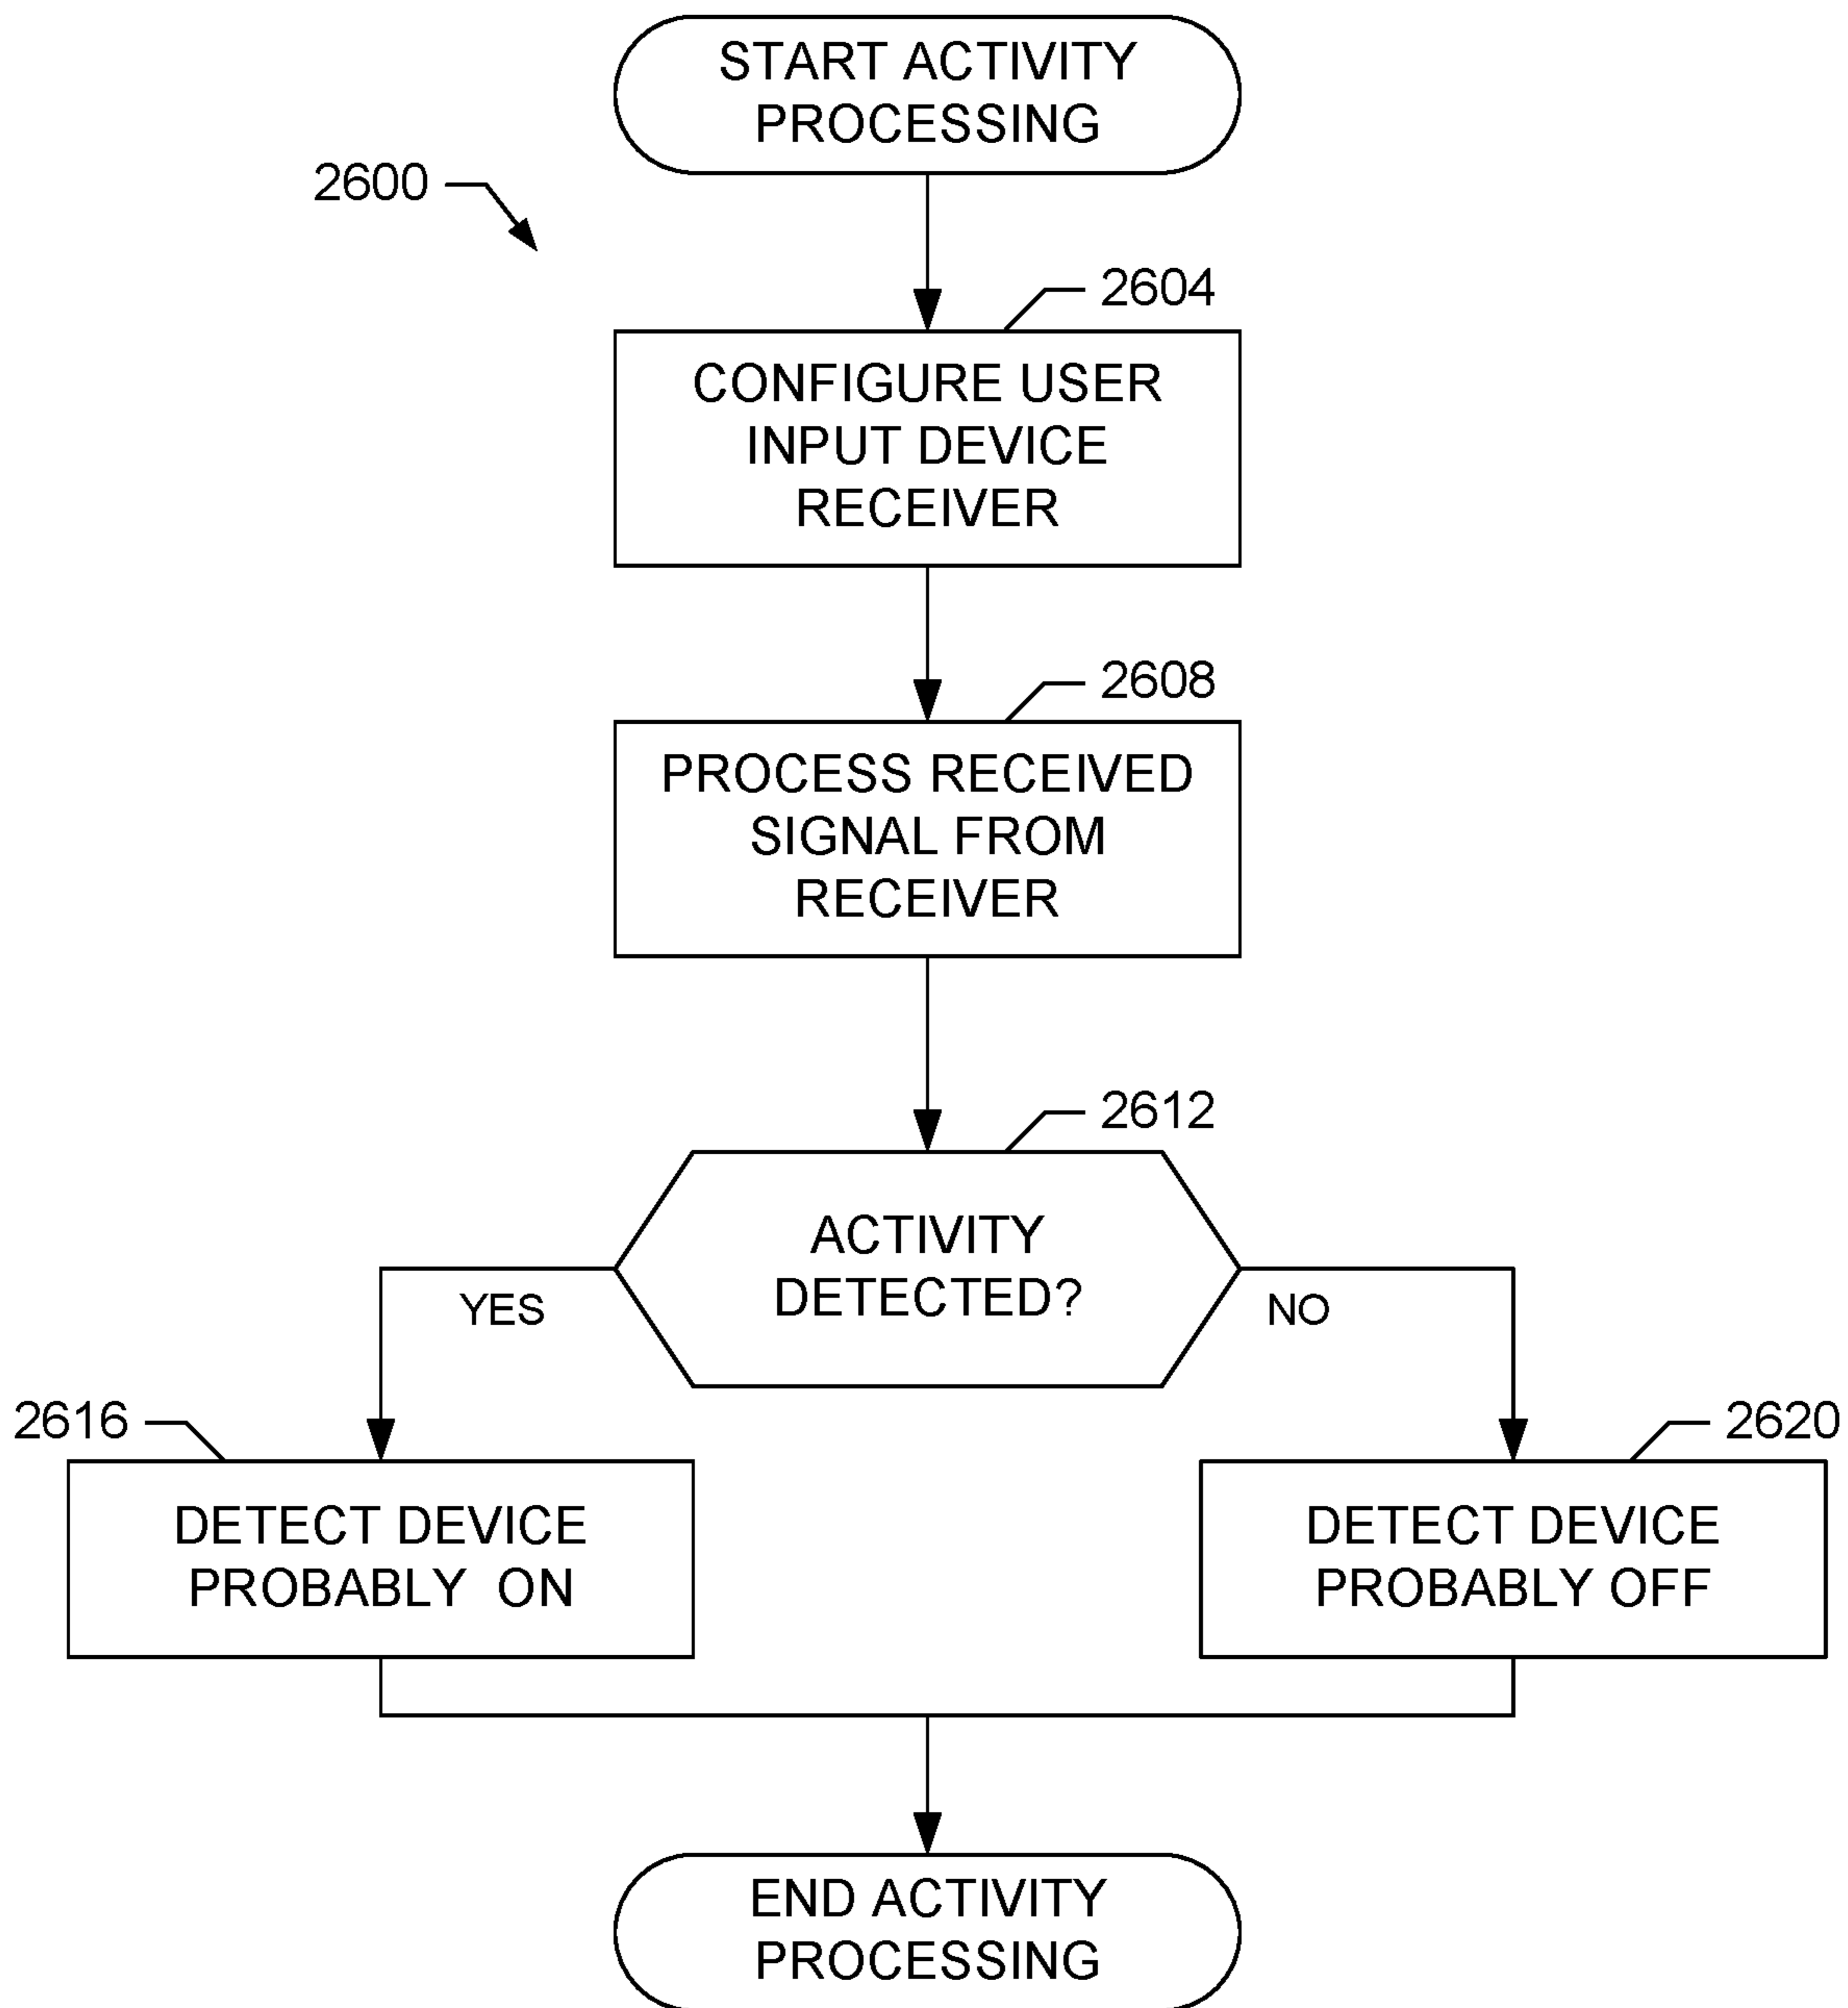 START ACTIVITY
PROCESSING
2600
2604
CONFIGURE USER
INPUT DEVICE
RECEIVER
2608
PROCESS RECEIVED
SIGNAL FROM
RECEIVER
2612
ACTIVITY
DETECTED?
YES
NO
2616
DETECT DEVICE
PROBABLY ON
2620
DETECT DEVICE
PROBABLY OFF
END ACTIVITY
PROCESSING